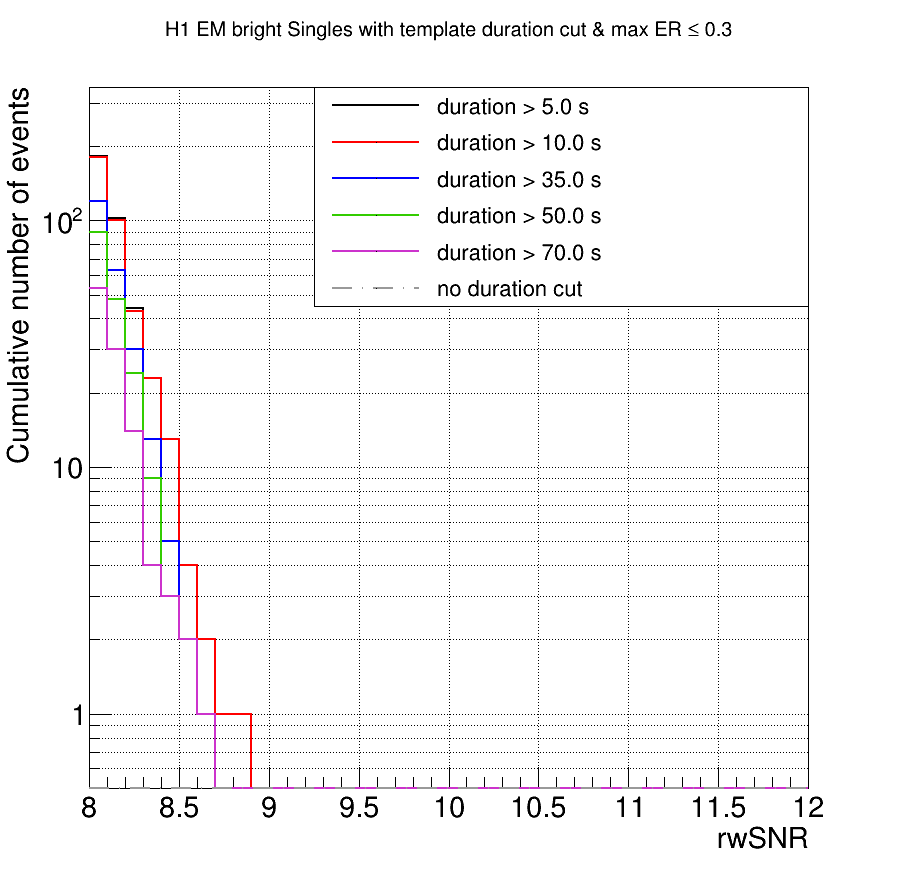 H1 EM bright Singles with template duration cut & max ER ≤ 0.3
Cumulative number of events
duration > 5.0 s
duration > 10.0 s
duration > 35.0 s
duration > 50.0 s
duration > 70.0 s
no duration cut
10²
10
1
8 8.5 9 9.5 10 10.5 11 11.5 12
rwSNR